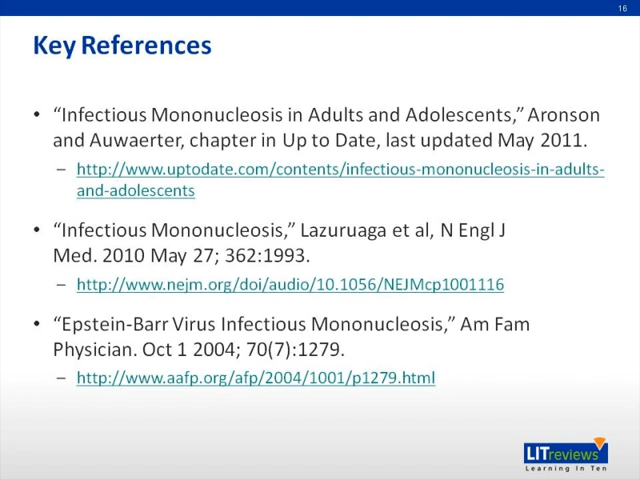 16
Key References
• “Infectious Mononucleosis in Adults and Adolescents,” Aronson
and Auwaerter, chapter in Up to Date, last updated May 2011.
– http://www.uptodate.com/contents/infectious-mononucleosis-in-adults-
and-adolescents
• “Infectious Mononucleosis,” Lazuruaga et al, N Engl J
Med. 2010 May 27; 362:1993.
– http://www.nejm.org/doi/audio/10.1056/NEJMcp1001116
• “Epstein-Barr Virus Infectious Mononucleosis,” Am Fam
Physician. Oct 1 2004; 70(7):1279.
– http://www.aafp.org/afp/2004/1001/p1279.html
LITreviews
Learning In Ten